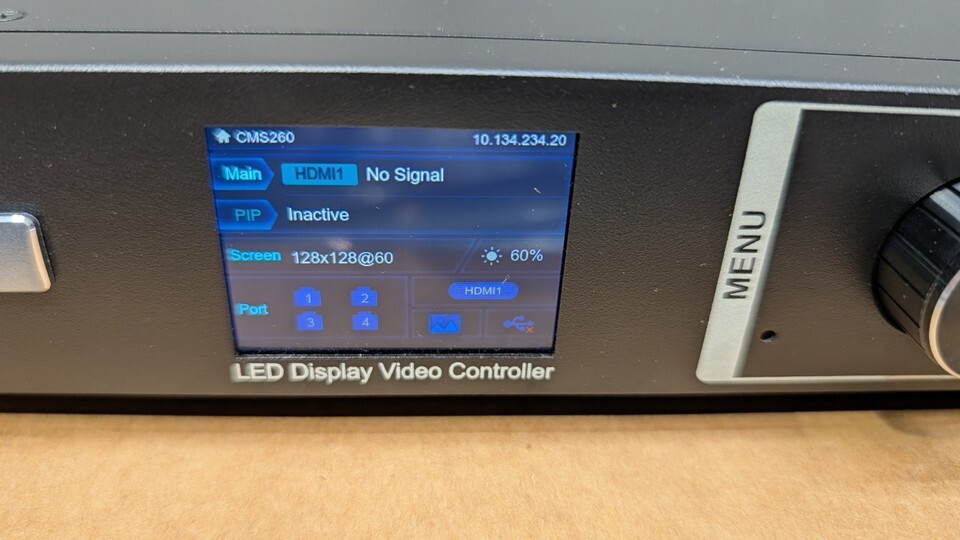 CMS260 10.134.234.20
Main HDMI1 No Signal
PIP Inactive
Screen 128x128@60 60%
Port 1 2 HDMI1
3 4
LED Display Video Controller
MENU